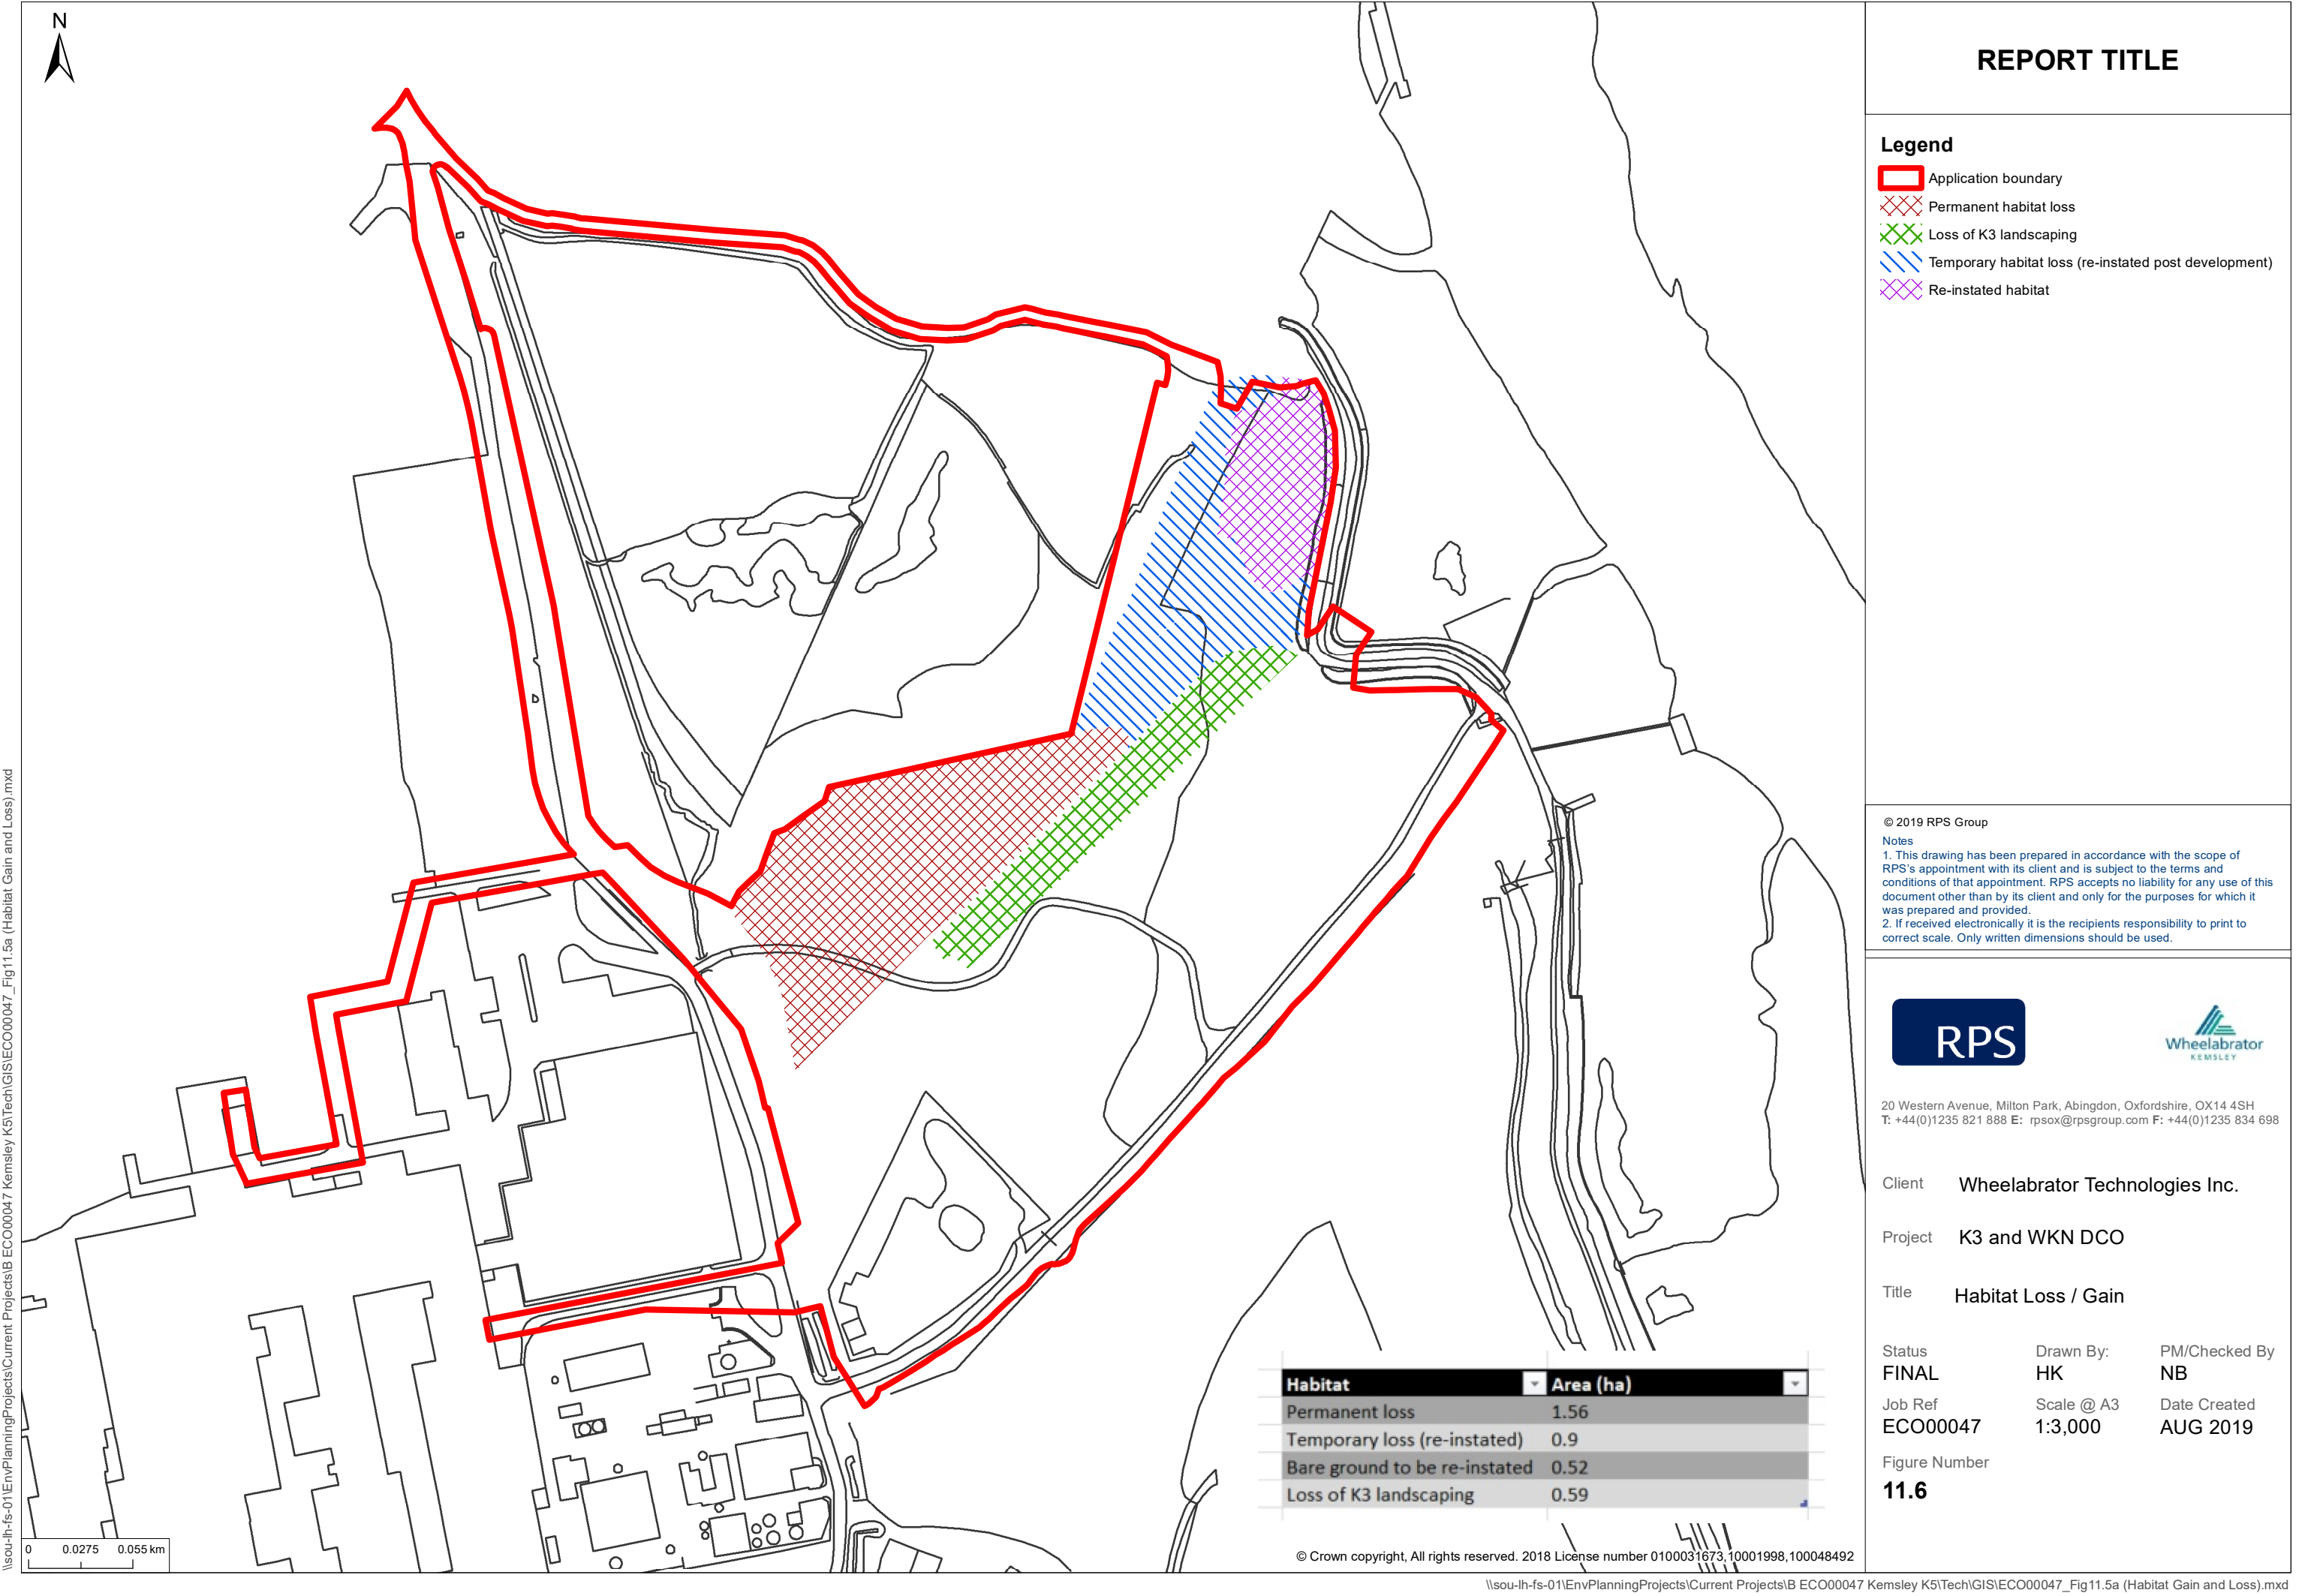 N
REPORT TITLE
Legend
Application boundary
Permanent habitat loss
Loss of K3 landscaping
Temporary habitat loss (re-instated post development)
Re-instated habitat
© 2019 RPS Group
Notes
1. This drawing has been prepared in accordance with the scope of
RPS's appointment with its client and is subject to the terms and
conditions of that appointment. RPS accepts no liability for any use of this
document other than by its client and only for the purposes for which it
was prepared and provided.
2. If received electronically it is the recipients responsibility to print to
correct scale. Only written dimensions should be used.
RPS
Wheelabrator
KEMSLEY
20 Western Avenue, Milton Park, Abingdon, Oxfordshire, OX14 4SH
T: +44(0)1235 821 888 E: rpsox@rpsgroup.com F: +44(0)1235 834 698
Client Wheelabrator Technologies Inc.
Project K3 and WKN DCO
Title Habitat Loss / Gain
Status Drawn By: PM/Checked By
FINAL HK NB
Job Ref Scale @ A3 Date Created
ECO00047 1:3,000 AUG 2019
Figure Number
11.6
Habitat Area (ha)
Permanent loss 1.56
Temporary loss (re-instated) 0.9
Bare ground to be re-instated 0.52
Loss of K3 landscaping 0.59
0 0.0275 0.055 km
© Crown copyright, All rights reserved. 2018 License number 0100031673,10001998,100048492
\\sou-lh-fs-01\EnvPlanningProjects\Current Projects\B ECO00047 Kemsley K5\Tech\GIS\ECO00047_Fig11.5a (Habitat Gain and Loss).mxd
\\sou-lh-fs-01\EnvPlanningProjects\Current Projects\B ECO00047 Kemsley K5\Tech\GIS\ECO00047_Fig11.5a (Habitat Gain and Loss).mxd